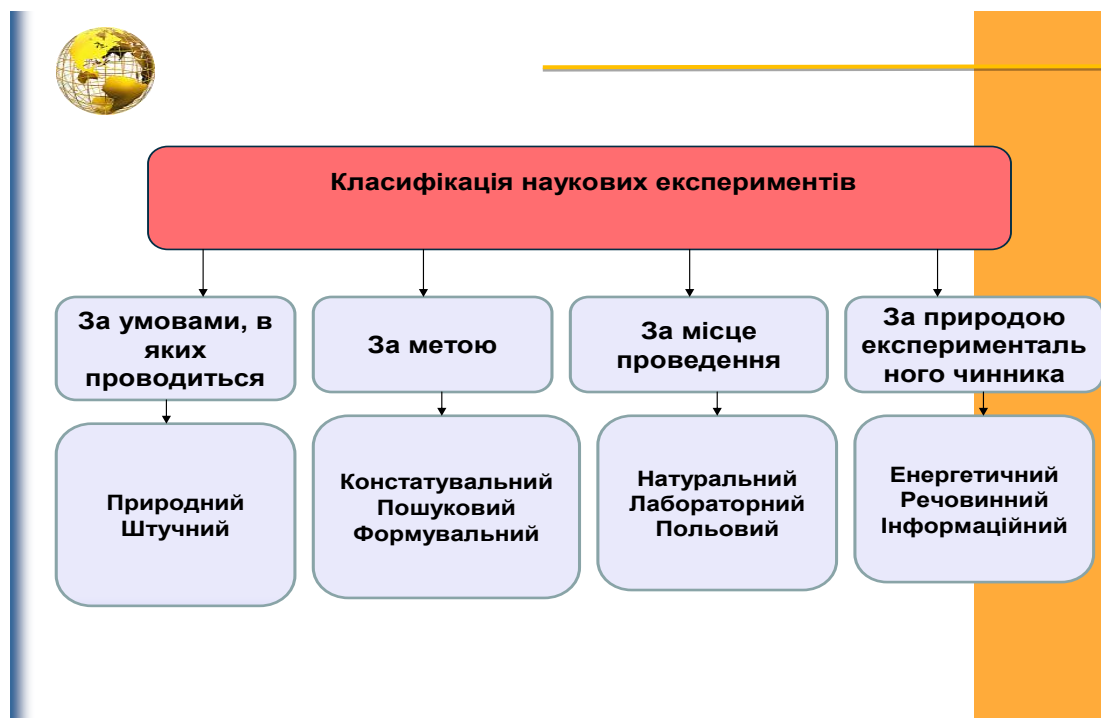 Класифікація наукових експериментів
За умовами, в
яких
проводиться
За метою
За місце
проведення
За природою
експерименталь
ного чинника
Природний
Штучний
Констатувальний
Пошуковий
Формувальний
Натуральний
Лабораторний
Польовий
Енергетичний
Речовинний
Інформаційний